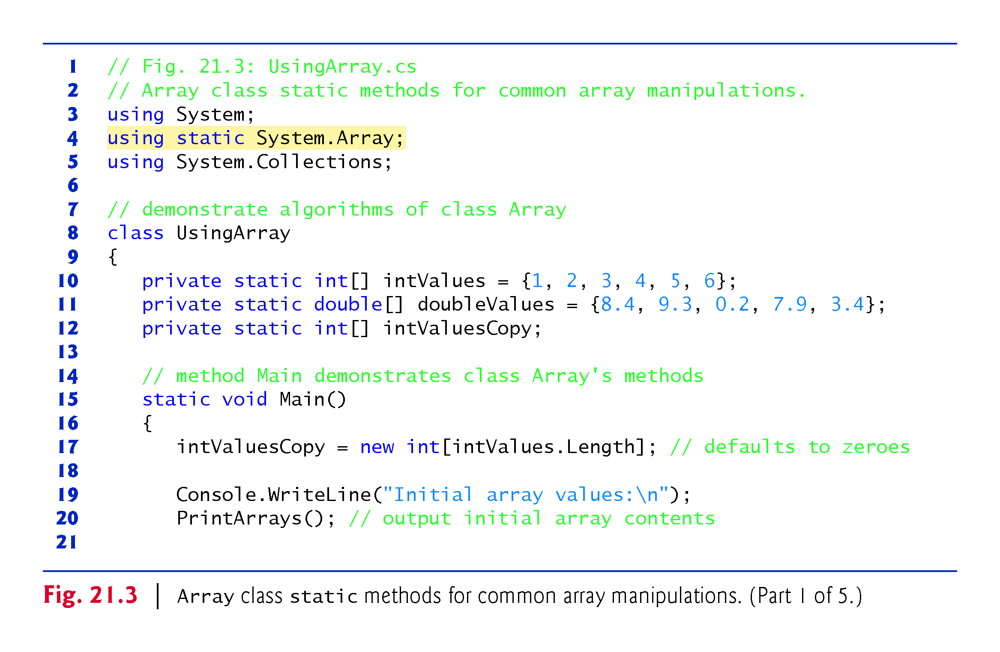 1 // Fig. 21.3: UsingArray.cs
2 // Array class static methods for common array manipulations.
3 using System;
4 using static System.Array;
5 using System.Collections;
6
7 // demonstrate algorithms of class Array
8 class UsingArray
9 {
10 private static int[] intValues = {1, 2, 3, 4, 5, 6};
11 private static double[] doubleValues = {8.4, 9.3, 0.2, 7.9, 3.4};
12 private static int[] intValuesCopy;
13
14 // method Main demonstrates class Array's methods
15 static void Main()
16 {
17 intValuesCopy = new int[intValues.Length]; // defaults to zeroes
18
19 Console.WriteLine("Initial array values:\n");
20 PrintArrays(); // output initial array contents
21
Fig. 21.3 | Array class static methods for common array manipulations. (Part 1 of 5.)